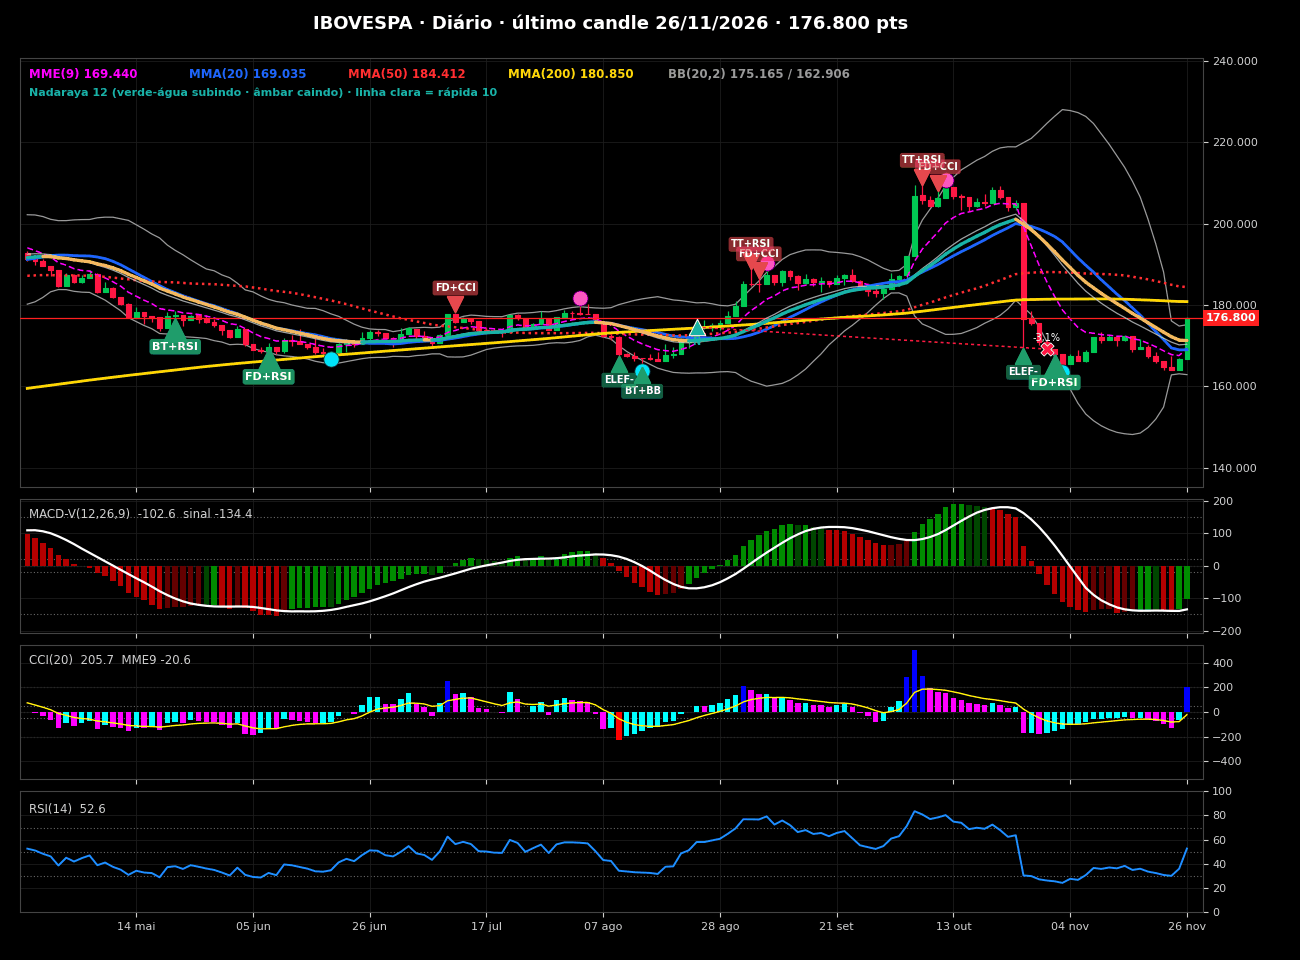 IBOVESPA · Diário · último candle 26/11/2026 · 176.800 pts
MME(9) 169.440 MMA(20) 169.035 MMA(50) 184.412 MMA(200) 180.850 BB(20,2) 175.165 / 162.906
Nadaraya 12 (verde-água subindo · âmbar caindo) · linha clara = rápida 10
240.000
220.000
200.000
180.000
176.800
160.000
140.000
TT+RSI
FD+CCI
TT+RSI
FD+CCI
FD+CCI
BT+RSI
FD+RSI
ELEF-
BT+BB
-3.1%
ELEF-
FD+RSI
MACD-V(12,26,9) -102.6 sinal -134.4
200
100
0
−100
−200
CCI(20) 205.7 MME9 -20.6
400
200
0
−200
−400
RSI(14) 52.6
100
80
60
40
20
0
14 mai 05 jun 26 jun 17 jul 07 ago 28 ago 21 set 13 out 04 nov 26 nov